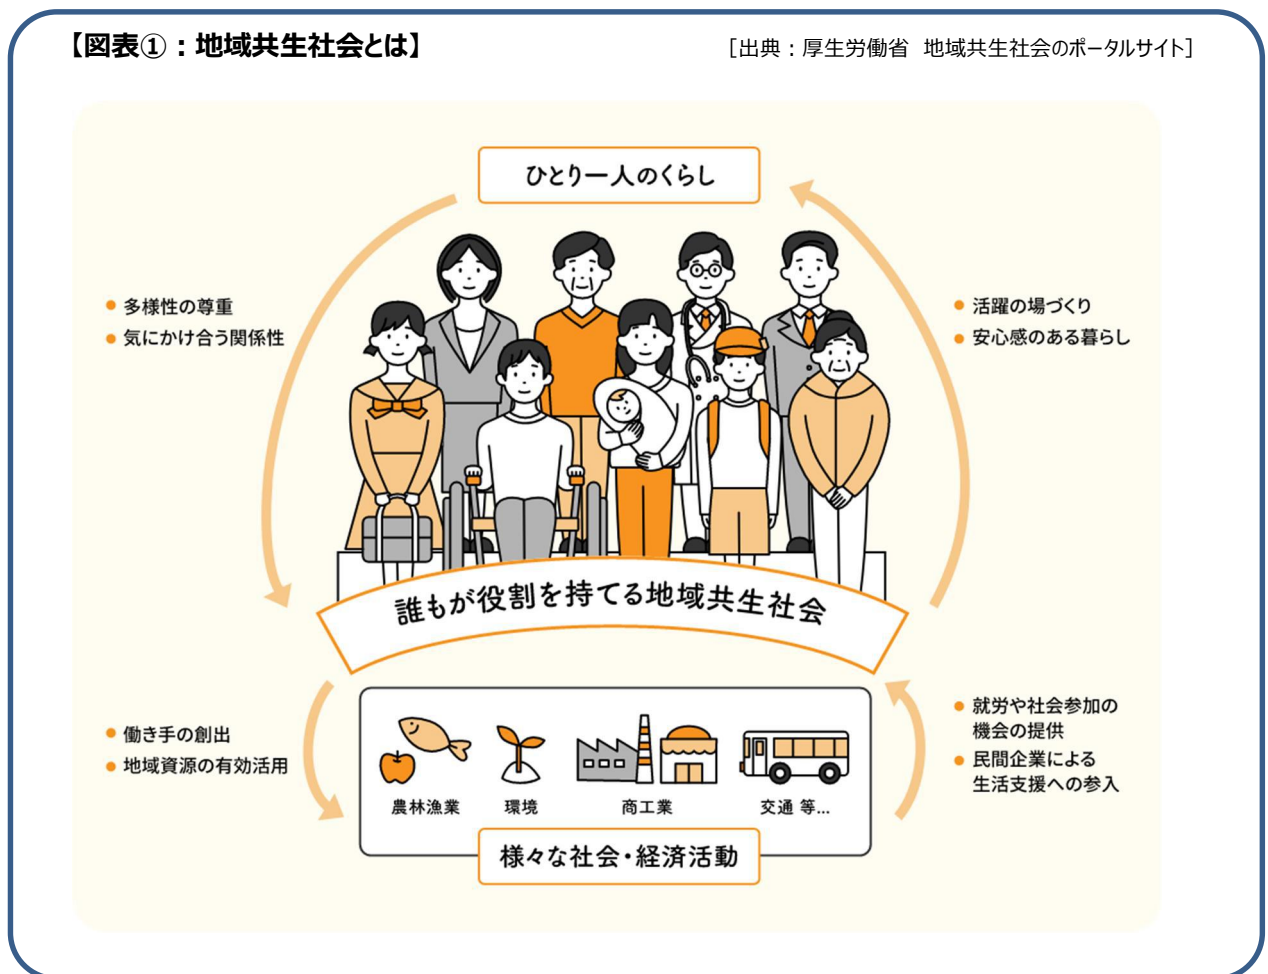 【図表①：地域共生社会とは】
［出典：厚生労働省 地域共生社会のポータルサイト］
ひとり一人のくらし
● 多様性の尊重
● 気にかけ合う関係性
● 活躍の場づくり
● 安心感のある暮らし
誰もが役割を持てる地域共生社会
● 働き手の創出
● 地域資源の有効活用
● 就労や社会参加の
機会の提供
● 民間企業による
生活支援への参入
農林漁業 環境 商工業 交通 等...
様々な社会・経済活動